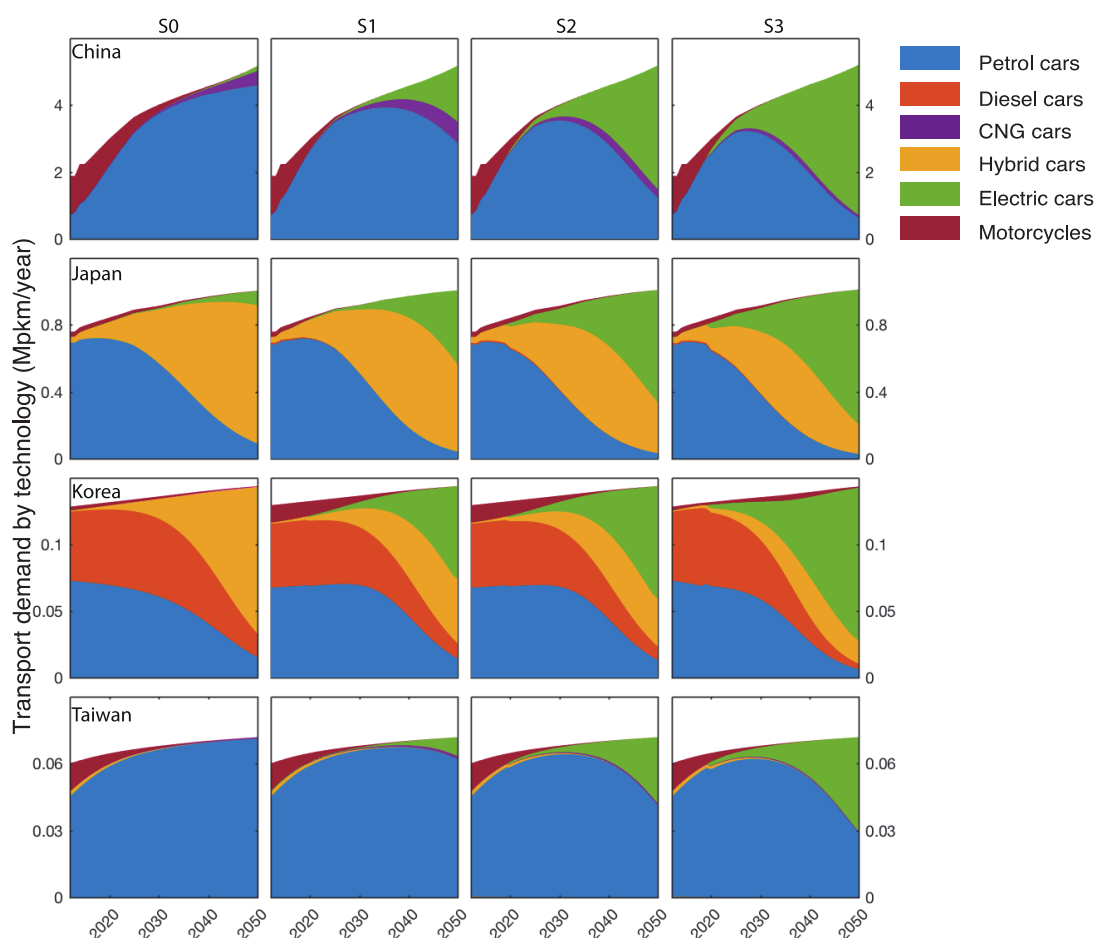 S0 S1 S2 S3
China
4
2
0
4
2
0
Petrol cars
Diesel cars
CNG cars
Hybrid cars
Electric cars
Motorcycles
Transport demand by technology (Mpkm/year)
Japan
0.8
0.4
0
0.8
0.4
0
Korea
0.1
0.05
0
0.1
0.05
0
Taiwan
0.06
0.03
0
0.06
0.03
0
2020 2030 2040 2050 2020 2030 2040 2050 2020 2030 2040 2050 2020 2030 2040 2050